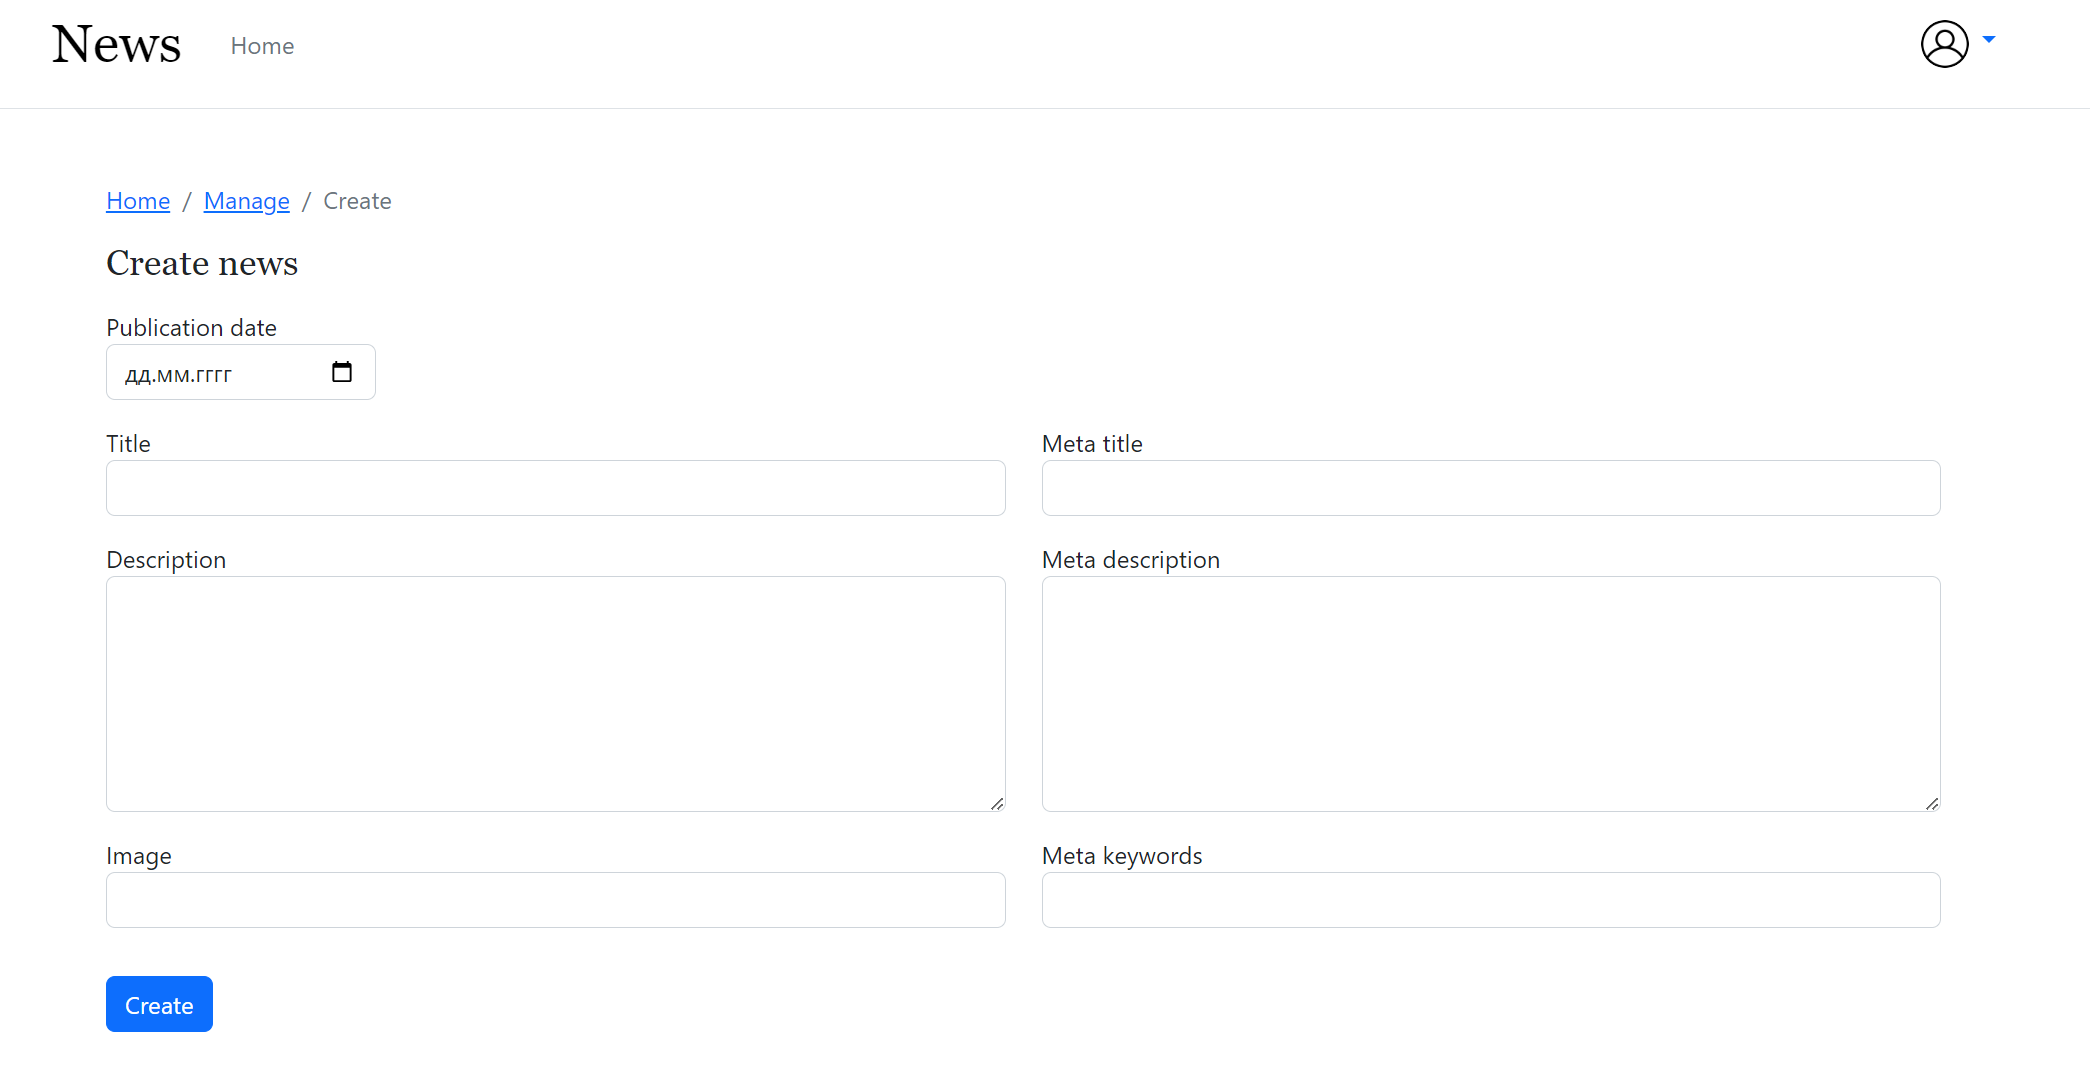 News Home
Home / Manage / Create
Create news
Publication date
дд.мм.гггг
Title
Meta title
Description
Meta description
Image
Meta keywords
Create